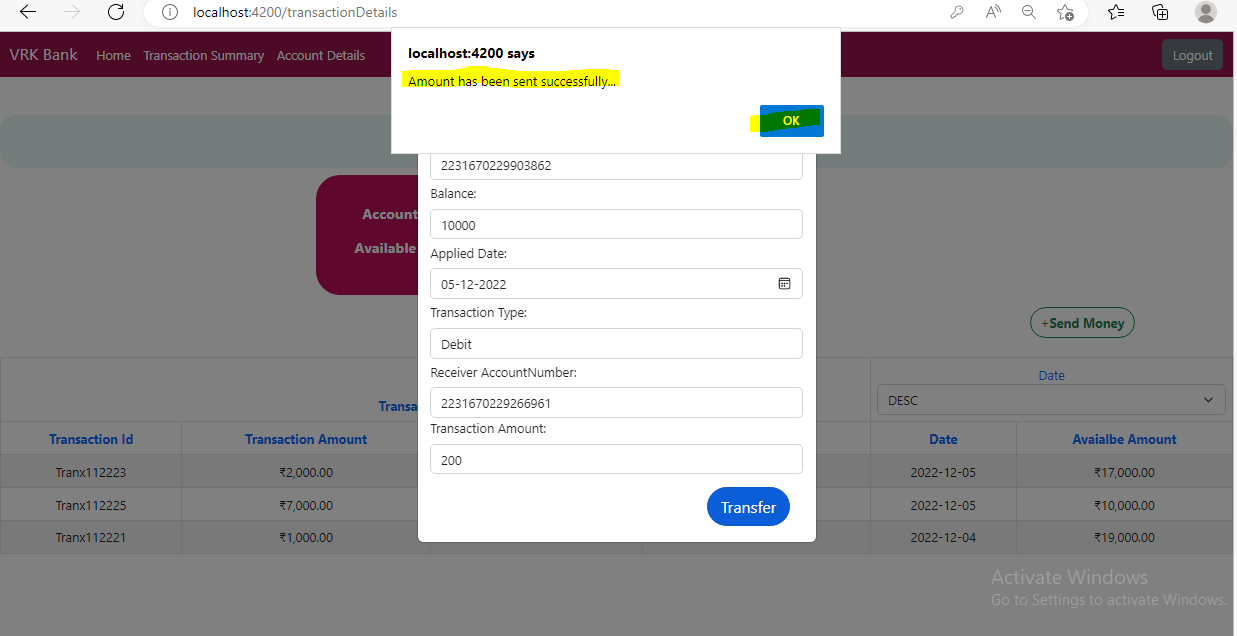 localhost:4200/transactionDetails
VRK Bank Home Transaction Summary Account Details Logout
localhost:4200 says
Amount has been sent successfully...
OK
2231670229903862
Balance:
10000
Applied Date:
05-12-2022
Transaction Type:
Debit
Receiver AccountNumber:
2231670229266961
Transaction Amount:
200
Transfer
Account
Available
+Send Money
Transa
Date
DESC
Transaction Id Transaction Amount Date Avaialbe Amount
Tranx112223 ₹2,000.00 2022-12-05 ₹17,000.00
Tranx112225 ₹7,000.00 2022-12-05 ₹10,000.00
Tranx112221 ₹1,000.00 2022-12-04 ₹19,000.00
Activate Windows
Go to Settings to activate Windows.